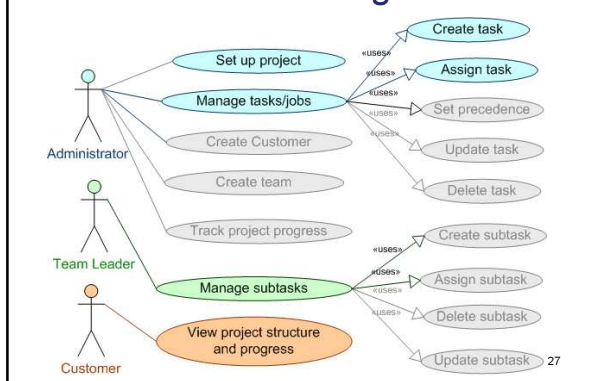 Create task
«uses»
Set up project
«uses»
Assign task
Manage tasks/jobs
«uses»
Set precedence
«uses»
Create Customer
Update task
Administrator
Create team
Delete task
Track project progress
Create subtask
«uses»
Team Leader
«uses»
Manage subtasks
Assign subtask
«uses»
«uses»
Delete subtask
View project structure
and progress
Customer
Update subtask
27